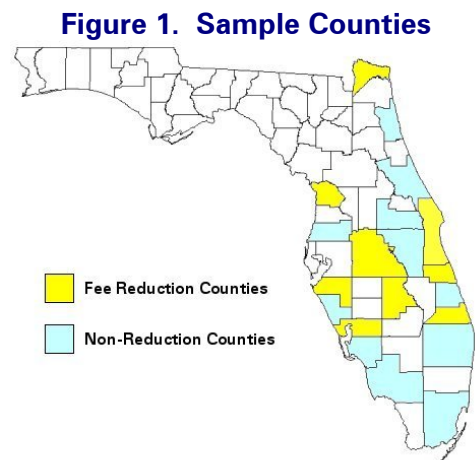 Figure 1. Sample Counties
Fee Reduction Counties
Non-Reduction Counties